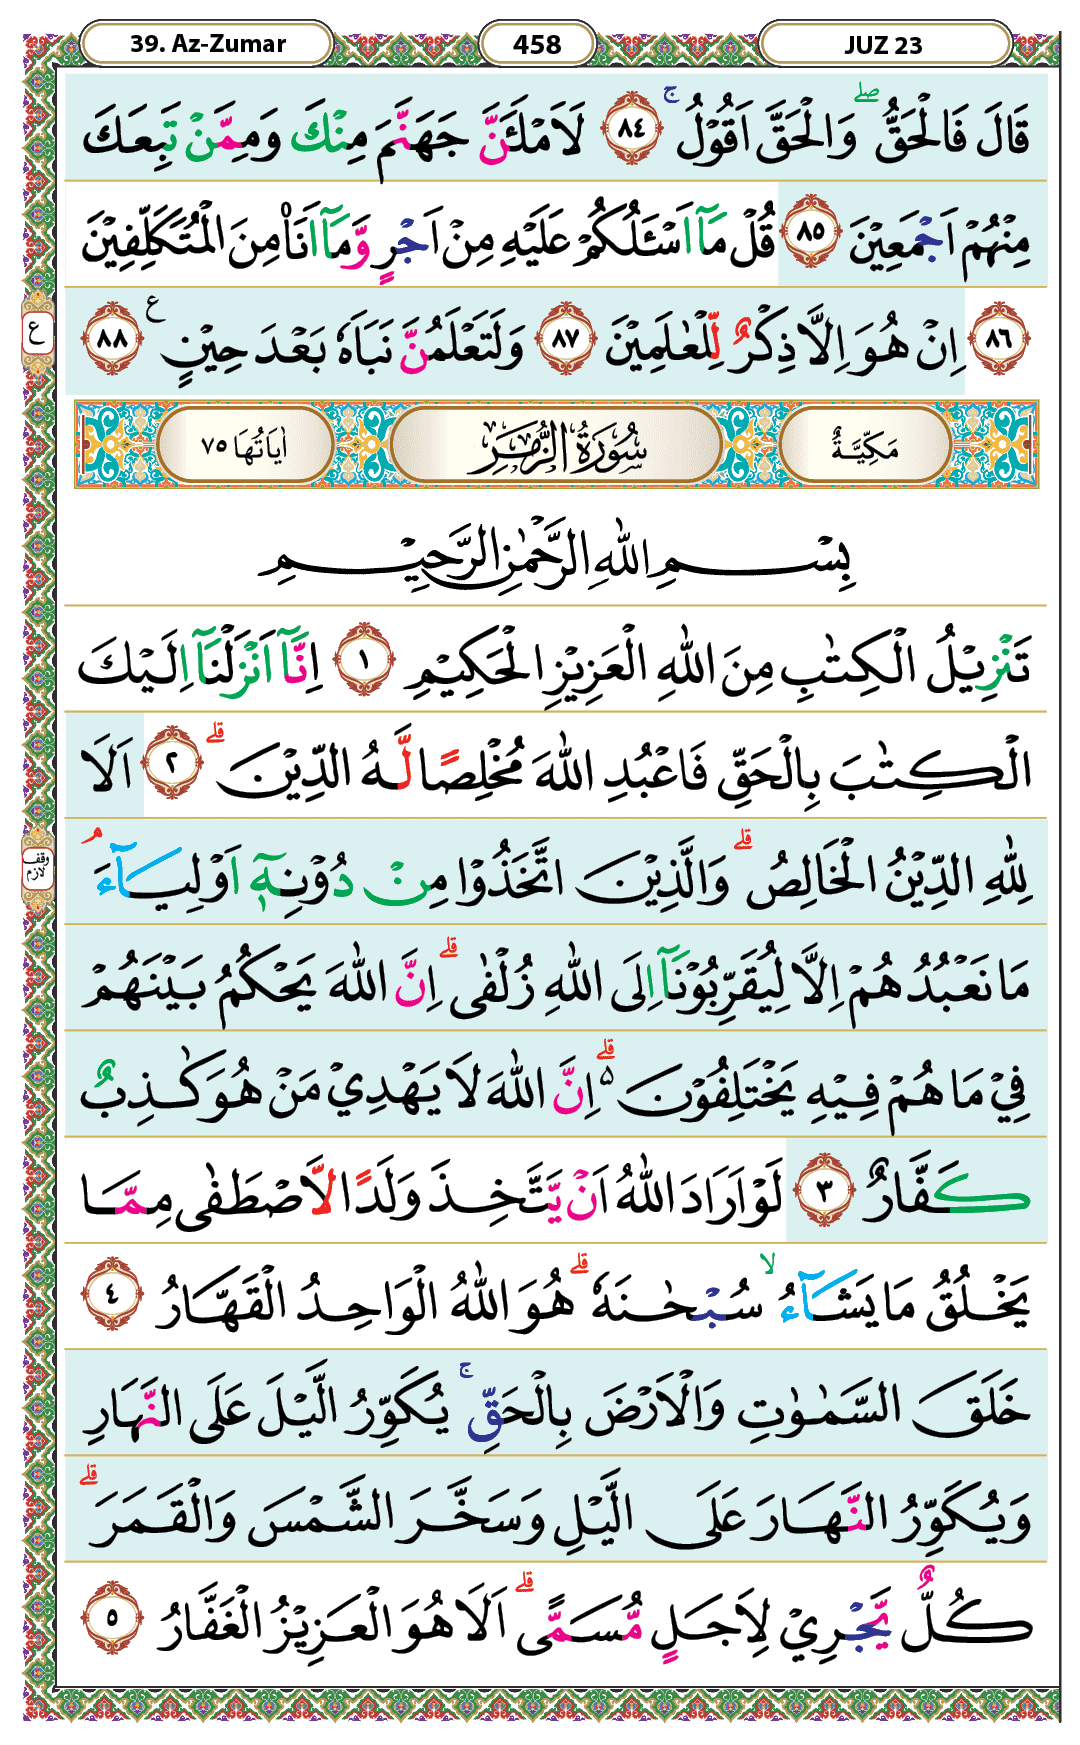 39. Az-Zumar 458 JUZ 23
قَالَ فَالْحَقُّ ۖ وَالْحَقَّ اَقُوْلُ ۚ ٨٤ لَاَمْلَـَٔنَّ جَهَنَّمَ مِنْكَ وَمِمَّنْ تَبِعَكَ
مِنْهُمْ اَجْمَعِيْنَ ٨٥ قُلْ مَآ اَسْـَٔلُكُمْ عَلَيْهِ مِنْ اَجْرٍ وَّمَآ اَنَا۠ مِنَ الْمُتَكَلِّفِيْنَ
٨٦ اِنْ هُوَ اِلَّا ذِكْرٌ لِّلْعٰلَمِيْنَ ٨٧ وَلَتَعْلَمُنَّ نَبَاَهٗ بَعْدَ حِيْنٍ ࣖ ٨٨
ع
مَكِّيَّةٌ سُوْرَةُ الزُّمَرِ اٰيَاتُهَا ٧٥
بِسْمِ اللّٰهِ الرَّحْمٰنِ الرَّحِيْمِ
تَنْزِيْلُ الْكِتٰبِ مِنَ اللّٰهِ الْعَزِيْزِ الْحَكِيْمِ ١ اِنَّآ اَنْزَلْنَآ اِلَيْكَ
الْكِتٰبَ بِالْحَقِّ فَاعْبُدِ اللّٰهَ مُخْلِصًا لَّهُ الدِّيْنَ ۗ ٢ اَلَا
لِلّٰهِ الدِّيْنُ الْخَالِصُ ۗ وَالَّذِيْنَ اتَّخَذُوْا مِنْ دُوْنِهٖٓ اَوْلِيَآءَ ۘ
وقف لازم
مَا نَعْبُدُهُمْ اِلَّا لِيُقَرِّبُوْنَآ اِلَى اللّٰهِ زُلْفٰى ۗ اِنَّ اللّٰهَ يَحْكُمُ بَيْنَهُمْ
فِيْ مَا هُمْ فِيْهِ يَخْتَلِفُوْنَ ۗ ە اِنَّ اللّٰهَ لَا يَهْدِيْ مَنْ هُوَ كٰذِبٌ
كَفَّارٌ ٣ لَوْ اَرَادَ اللّٰهُ اَنْ يَّتَّخِذَ وَلَدًا لَّاصْطَفٰى مِمَّا
يَخْلُقُ مَا يَشَآءُ ۙ سُبْحٰنَهٗ ۗ هُوَ اللّٰهُ الْوَاحِدُ الْقَهَّارُ ٤
خَلَقَ السَّمٰوٰتِ وَالْاَرْضَ بِالْحَقِّ ۚ يُكَوِّرُ الَّيْلَ عَلَى النَّهَارِ
وَيُكَوِّرُ النَّهَارَ عَلَى الَّيْلِ وَسَخَّرَ الشَّمْسَ وَالْقَمَرَ ۗ
كُلٌّ يَّجْرِيْ لِاَجَلٍ مُّسَمًّى ۗ اَلَا هُوَ الْعَزِيْزُ الْغَفَّارُ ٥